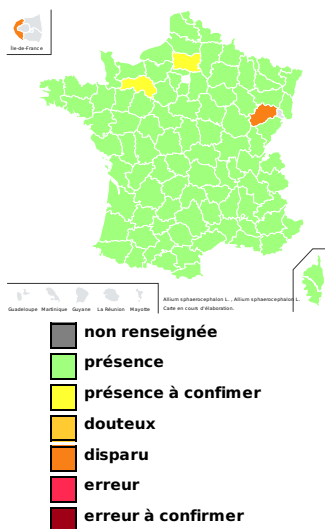 Île-de-France
Guadeloupe Martinique Guyane La Réunion Mayotte
Allium sphaerocephalon L. , Allium sphaerocephalon L.
Carte en cours d'élaboration.
non renseignée
présence
présence à confimer
douteux
disparu
erreur
erreur à confirmer